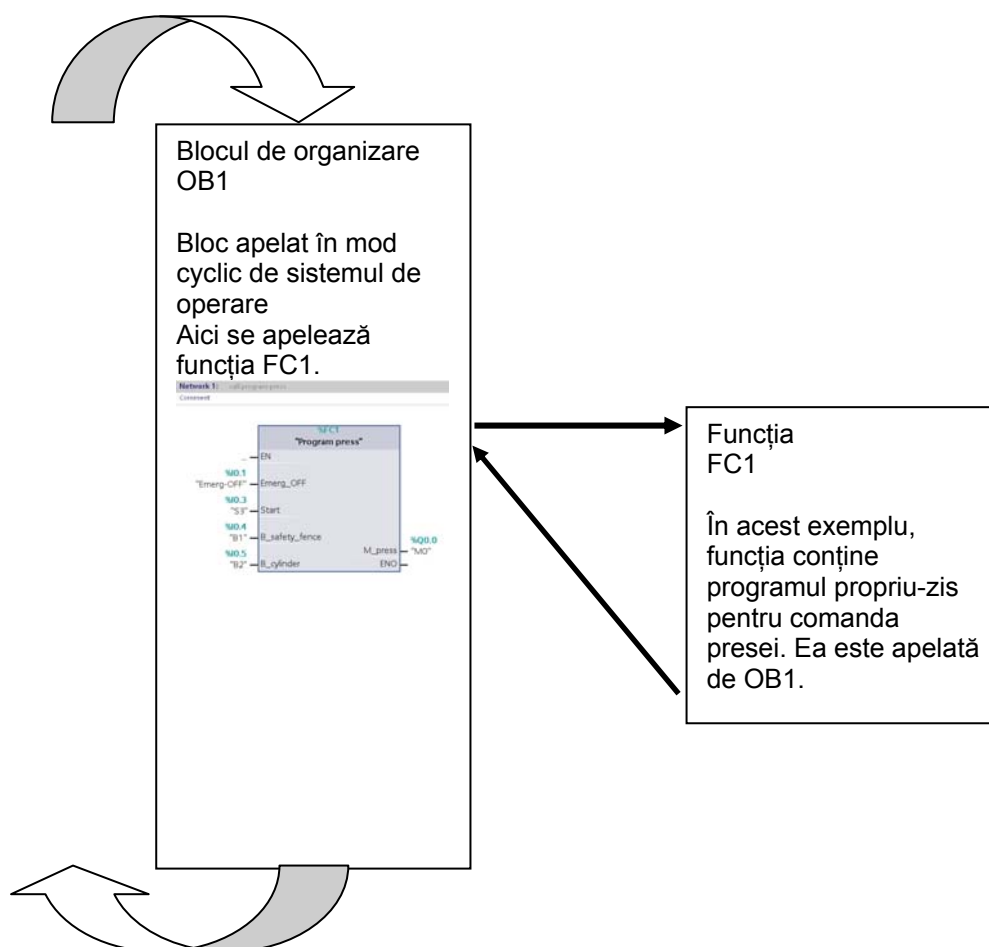 Blocul de organizare
OB1
Bloc apelat în mod
cyclic de sistemul de
operare
Aici se apelează
funcția FC1.
Network 1: call program press
Comment
%FC1
"Program press"
... EN
%I0.1
"Emerg-OFF" Emerg_OFF
%I0.3
"S3" Start
%I0.4
"B1" B_safety_fence
%Q0.0
M_press "M0"
%I0.5
"B2" B_cylinder ENO
Funcția
FC1
În acest exemplu,
funcția conține
programul propriu-zis
pentru comanda
presei. Ea este apelată
de OB1.